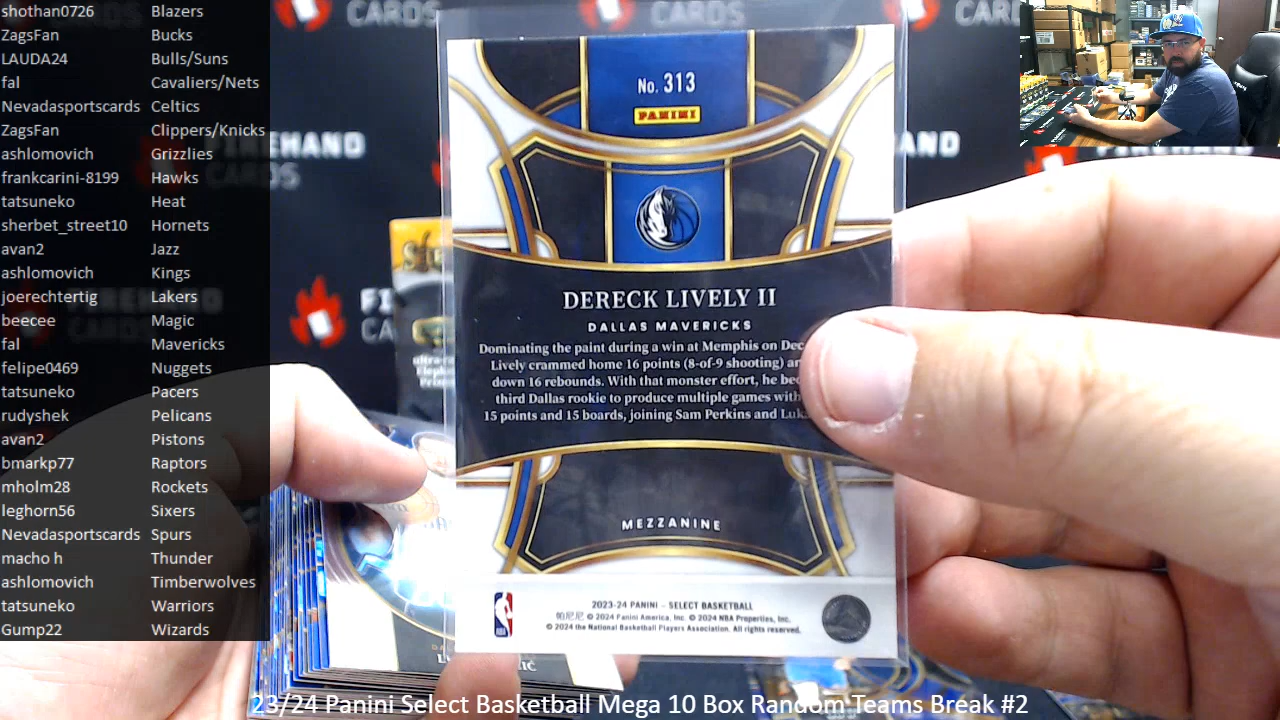 shothan0726 Blazers
ZagsFan Bucks
LAUDA24 Bulls/Suns
fal Cavaliers/Nets
Nevadasportscards Celtics
ZagsFan Clippers/Knicks
ashlomovich Grizzlies
frankcarini-8199 Hawks
tatsuneko Heat
sherbet_street10 Hornets
avan2 Jazz
ashlomovich Kings
joerechtertig Lakers
beecee Magic
fal Mavericks
felipe0469 Nuggets
tatsuneko Pacers
rudyshek Pelicans
avan2 Pistons
bmarkp77 Raptors
mholm28 Rockets
leghorn56 Sixers
Nevadasportscards Spurs
macho h Thunder
ashlomovich Timberwolves
tatsuneko Warriors
Gump22 Wizards
CARDS
CARDS
No. 313
PANINI
DERECK LIVELY II
DALLAS MAVERICKS
Dominating the paint during a win at Memphis on Dec
Lively crammed home 16 points (8-of-9 shooting)
down 16 rebounds. With that monster effort, he
third Dallas rookie to produce multiple games with
15 points and 15 boards, joining Sam Perkins and
MEZZANINE
NBA
2023-24 PANINI – SELECT BASKETBALL
帕尼尼 © 2024 Panini America, Inc. © 2024 NBA Properties, Inc.
© 2024 the National Basketball Players Association. All rights reserved.
23/24 Panini Select Basketball Mega 10 Box Random Teams Break #2